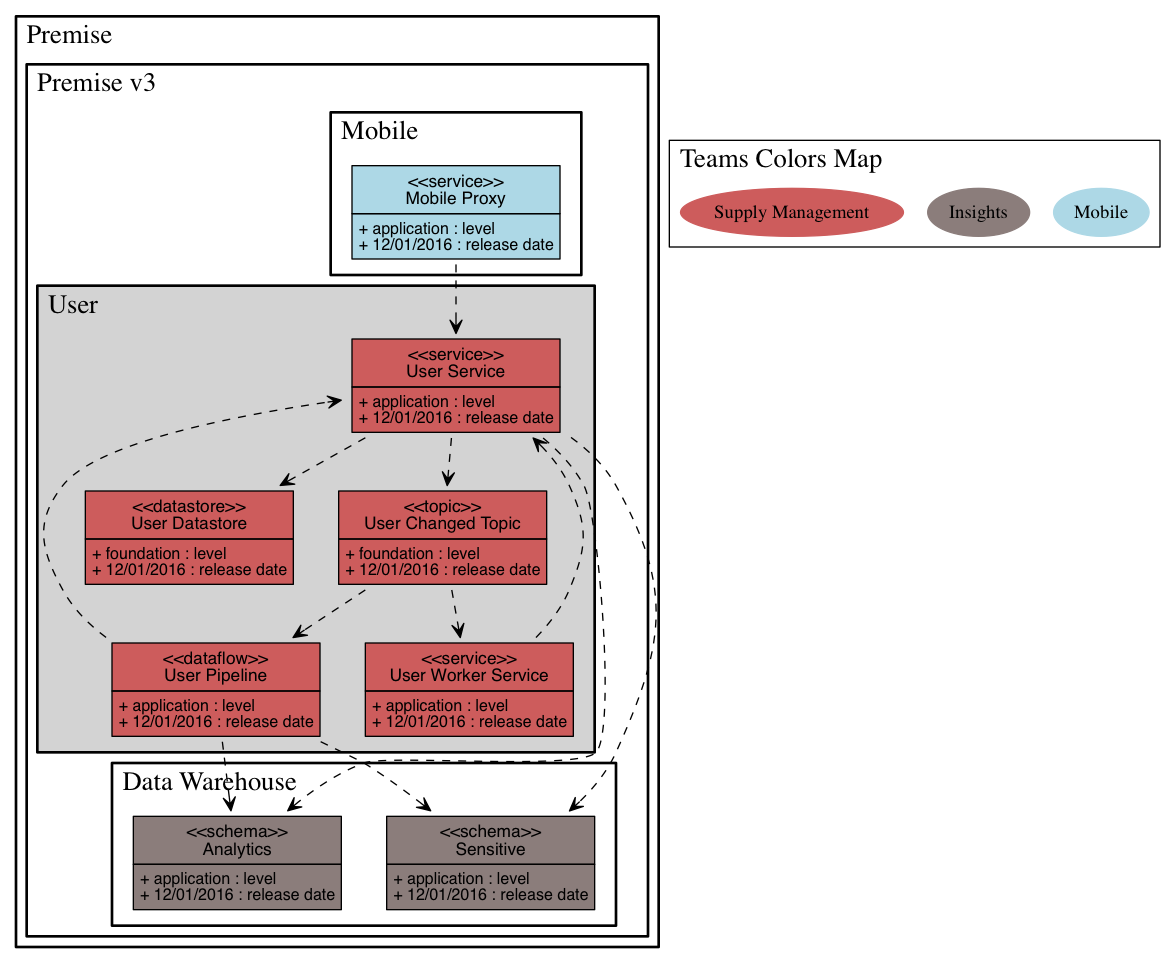 Premise
Premise v3
Mobile
<<service>>
Mobile Proxy
+ application : level
+ 12/01/2016 : release date
Teams Colors Map
Supply Management
Insights
Mobile
User
<<service>>
User Service
+ application : level
+ 12/01/2016 : release date
<<datastore>>
User Datastore
+ foundation : level
+ 12/01/2016 : release date
<<topic>>
User Changed Topic
+ foundation : level
+ 12/01/2016 : release date
<<dataflow>>
User Pipeline
+ application : level
+ 12/01/2016 : release date
<<service>>
User Worker Service
+ application : level
+ 12/01/2016 : release date
Data Warehouse
<<schema>>
Analytics
+ application : level
+ 12/01/2016 : release date
<<schema>>
Sensitive
+ application : level
+ 12/01/2016 : release date